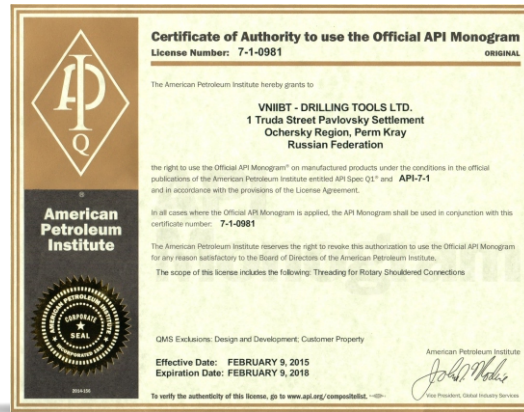 Certificate of Authority to use the Official API Monogram
License Number: 7-1-0981
ORIGINAL
The American Petroleum Institute hereby grants to
VNIIBT - DRILLING TOOLS LTD.
1 Truda Street Pavlovsky Settlement
Ochersky Region, Perm Kray
Russian Federation
the right to use the Official API Monogram® on manufactured products under the conditions in the official
publications of the American Petroleum Institute entitled API Spec Q1® and API-7-1
and in accordance with the provisions of the License Agreement.
In all cases where the Official API Monogram is applied, the API Monogram shall be used in conjunction with this
certificate number: 7-1-0981
The American Petroleum Institute reserves the right to revoke this authorization to use the Official API Monogram
for any reason satisfactory to the Board of Directors of the American Petroleum Institute.
The scope of this license includes the following: Threading for Rotary Shouldered Connections
QMS Exclusions: Design and Development; Customer Property
Effective Date: FEBRUARY 9, 2015
Expiration Date: FEBRUARY 9, 2018
To verify the authenticity of this license, go to www.api.org/compositelist.
American Petroleum Institute
Vice President, Global Industry Services
API
Q
American
Petroleum
Institute
AMERICAN PETROLEUM INSTITUTE
CORPORATE
SEAL